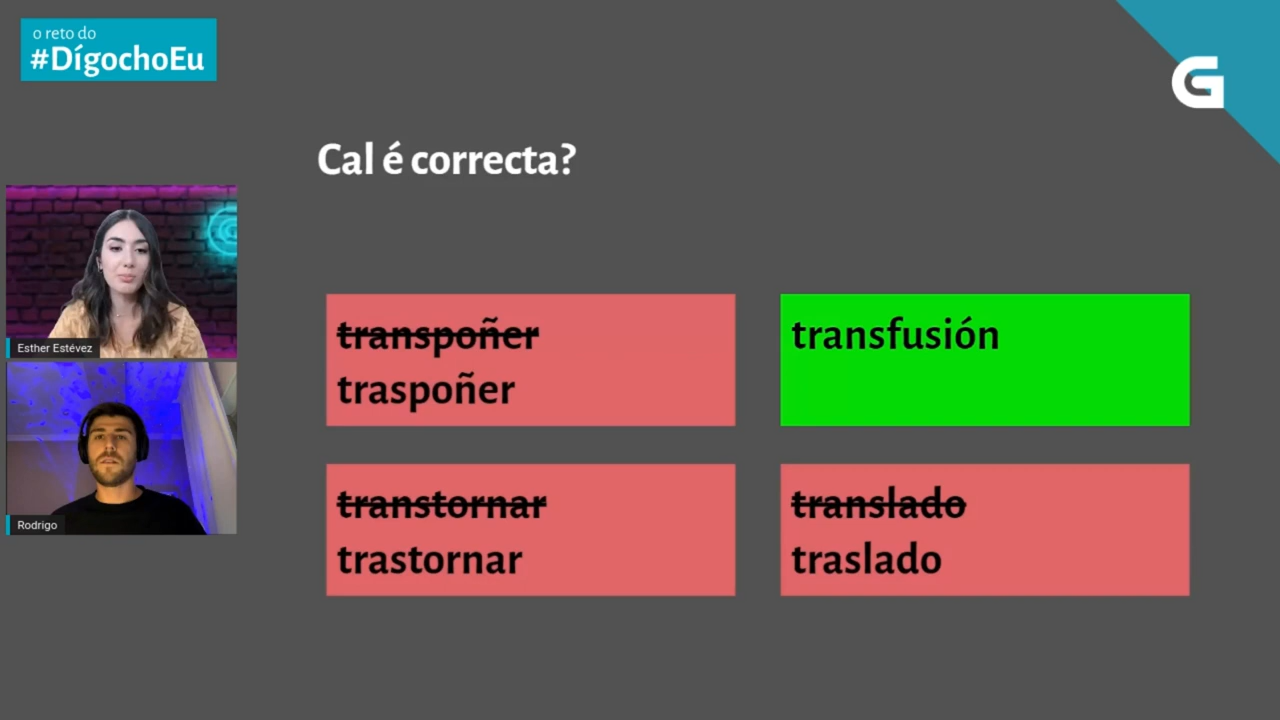 o reto do
#DígochoEu
G
Cal é correcta?
transpoñer
traspoñer
transfusión
transtornar
trastornar
translado
traslado
Esther Estévez
Rodrigo